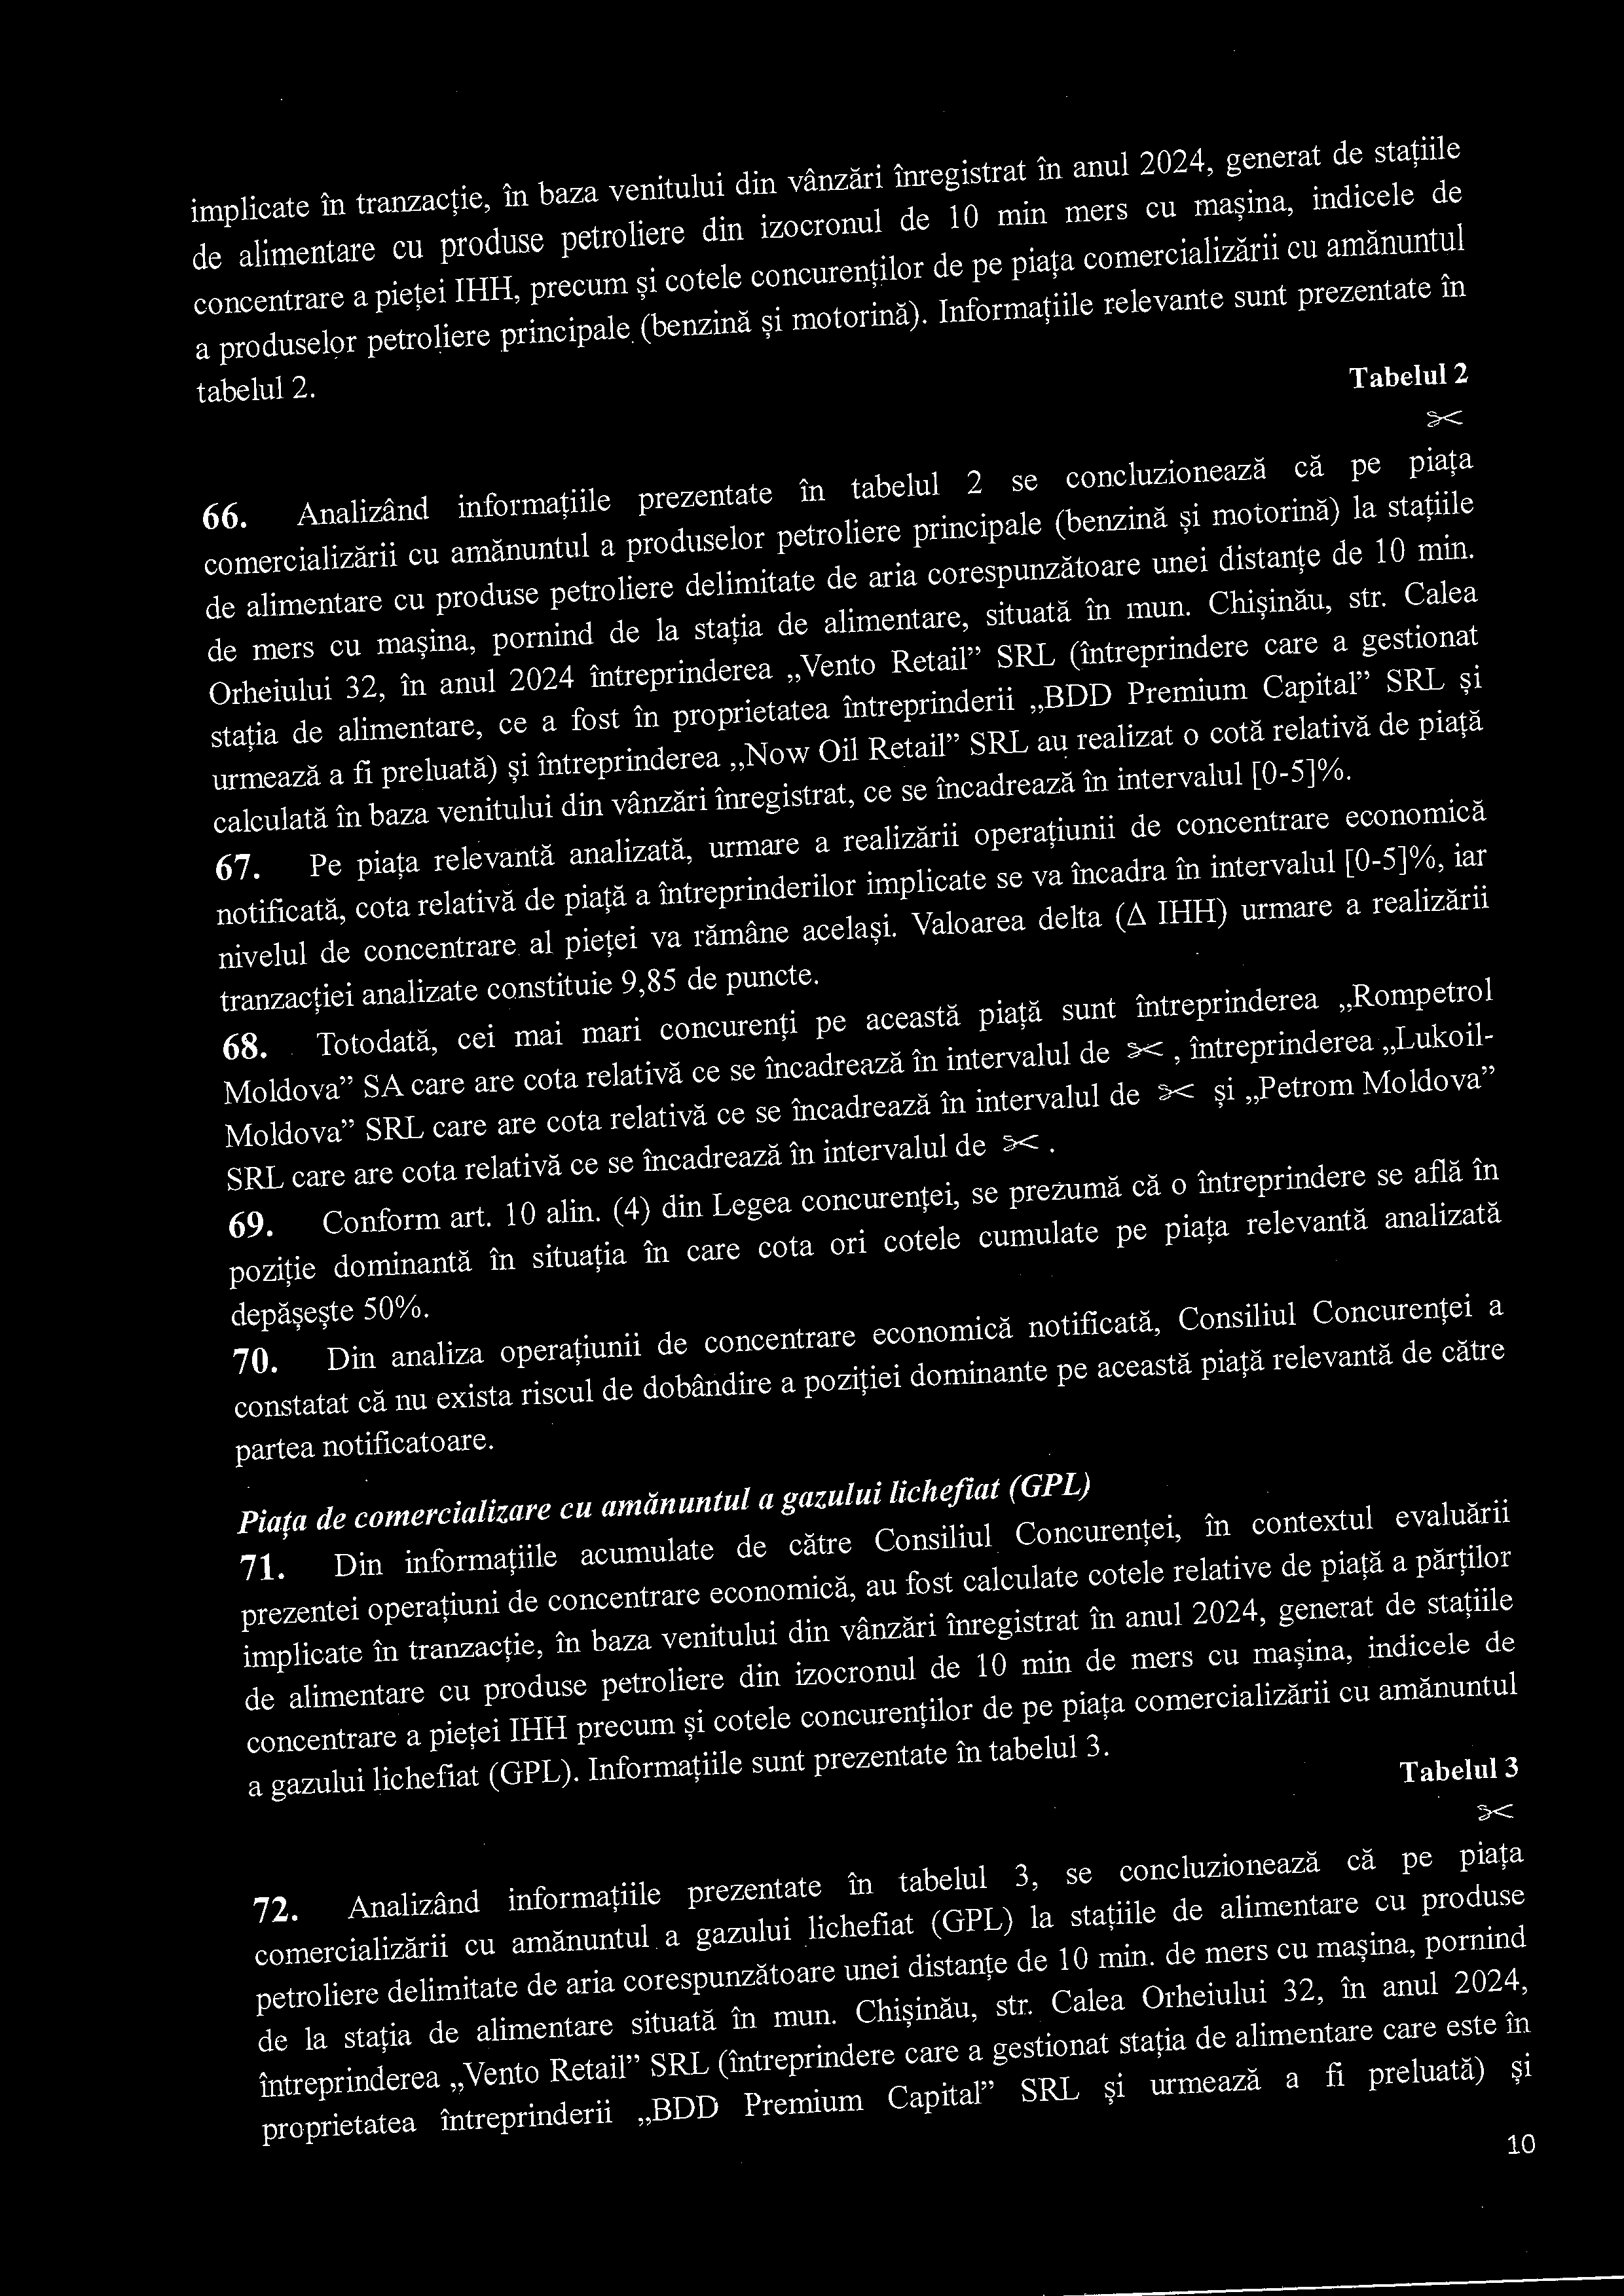 implicate în tranzacție, în baza venitului din vânzări înregistrat în anul 2024, generat de stațiile
de alimentare cu produse petroliere din izocronul de 10 min mers cu mașina, indicele de
concentrare a pieței IHH, precum și cotele concurenților de pe piața comercializării cu amănuntul
a produselor petroliere principale (benzină și motorină). Informațiile relevante sunt prezentate în
tabelul 2.
Tabelul 2
✂
66. Analizând informațiile prezentate în tabelul 2 se concluzionează că pe piața
comercializării cu amănuntul a produselor petroliere principale (benzină și motorină) la stațiile
de alimentare cu produse petroliere delimitate de aria corespunzătoare unei distanțe de 10 min.
de mers cu mașina, pornind de la stația de alimentare, situată în mun. Chișinău, str. Calea
Orheiului 32, în anul 2024 întreprinderea „Vento Retail” SRL (întreprindere care a gestionat
stația de alimentare, ce a fost în proprietatea întreprinderii „BDD Premium Capital” SRL și
urmează a fi preluată) și întreprinderea „Now Oil Retail” SRL au realizat o cotă relativă de piață
calculată în baza venitului din vânzări înregistrat, ce se încadrează în intervalul [0-5]%.
67. Pe piața relevantă analizată, urmare a realizării operațiunii de concentrare economică
notificată, cota relativă de piață a întreprinderilor implicate se va încadra în intervalul [0-5]%, iar
nivelul de concentrare al pieței va rămâne același. Valoarea delta (Δ IHH) urmare a realizării
tranzacției analizate constituie 9,85 de puncte.
68. Totodată, cei mai mari concurenți pe această piață sunt întreprinderea „Rompetrol
Moldova” SA care are cota relativă ce se încadrează în intervalul de ✂ , întreprinderea „Lukoil-
Moldova” SRL care are cota relativă ce se încadrează în intervalul de ✂ și „Petrom Moldova”
SRL care are cota relativă ce se încadrează în intervalul de ✂ .
69. Conform art. 10 alin. (4) din Legea concurenței, se prezumă că o întreprindere se află în
poziție dominantă în situația în care cota ori cotele cumulate pe piața relevantă analizată
depășește 50%.
70. Din analiza operațiunii de concentrare economică notificată, Consiliul Concurenței a
constatat că nu exista riscul de dobândire a poziției dominante pe această piață relevantă de către
partea notificatoare.
Piața de comercializare cu amănuntul a gazului lichefiat (GPL)
71. Din informațiile acumulate de către Consiliul Concurenței, în contextul evaluării
prezentei operațiuni de concentrare economică, au fost calculate cotele relative de piață a părților
implicate în tranzacție, în baza venitului din vânzări înregistrat în anul 2024, generat de stațiile
de alimentare cu produse petroliere din izocronul de 10 min de mers cu mașina, indicele de
concentrare a pieței IHH precum și cotele concurenților de pe piața comercializării cu amănuntul
a gazului lichefiat (GPL). Informațiile sunt prezentate în tabelul 3.
Tabelul 3
✂
72. Analizând informațiile prezentate în tabelul 3, se concluzionează că pe piața
comercializării cu amănuntul a gazului lichefiat (GPL) la stațiile de alimentare cu produse
petroliere delimitate de aria corespunzătoare unei distanțe de 10 min. de mers cu mașina, pornind
de la stația de alimentare situată în mun. Chișinău, str. Calea Orheiului 32, în anul 2024,
întreprinderea „Vento Retail” SRL (întreprindere care a gestionat stația de alimentare care este în
proprietatea întreprinderii „BDD Premium Capital” SRL și urmează a fi preluată) și
10